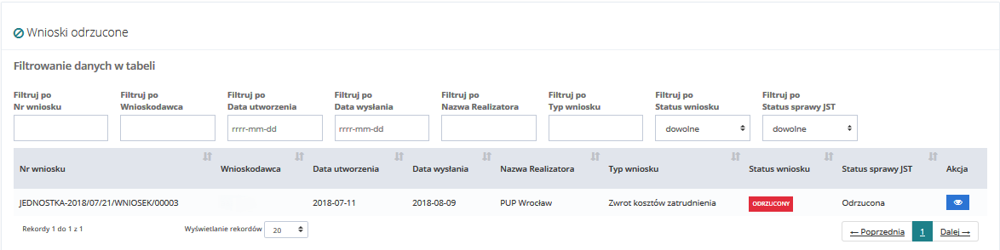 Wnioski odrzucone
Filtrowanie danych w tabeli
Filtruj po Nr wniosku
Filtruj po Wnioskodawca
Filtruj po Data utworzenia
Filtruj po Data wysłania
Filtruj po Nazwa Realizatora
Filtruj po Typ wniosku
Filtruj po Status wniosku
Filtruj po Status sprawy JST
rrrr-mm-dd rrrr-mm-dd dowolne dowolne
Nr wniosku Wnioskodawca Data utworzenia Data wysłania Nazwa Realizatora Typ wniosku Status wniosku Status sprawy JST Akcja
JEDNOSTKA-2018/07/21/WNIOSEK/00003 2018-07-11 2018-08-09 PUP Wrocław Zwrot kosztów zatrudnienia ODRZUCONY Odrzucona
Rekordy 1 do 1 z 1 Wyświetlanie rekordów 20 ← Poprzednia 1 Dalej →